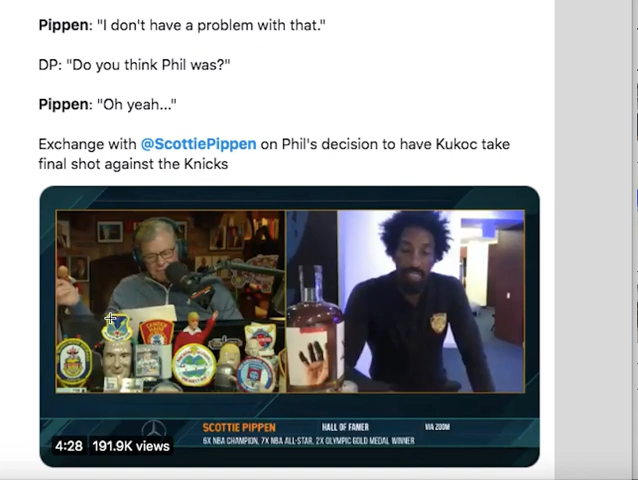 Pippen: "I don't have a problem with that."
DP: "Do you think Phil was?"
Pippen: "Oh yeah..."
Exchange with @ScottiePippen on Phil's decision to have Kukoc take
final shot against the Knicks
SCOTTIE PIPPEN HALL OF FAMER VIA ZOOM
6X NBA CHAMPION, 7X NBA ALL-STAR, 2X OLYMPIC GOLD MEDAL WINNER
4:28 191.9K views